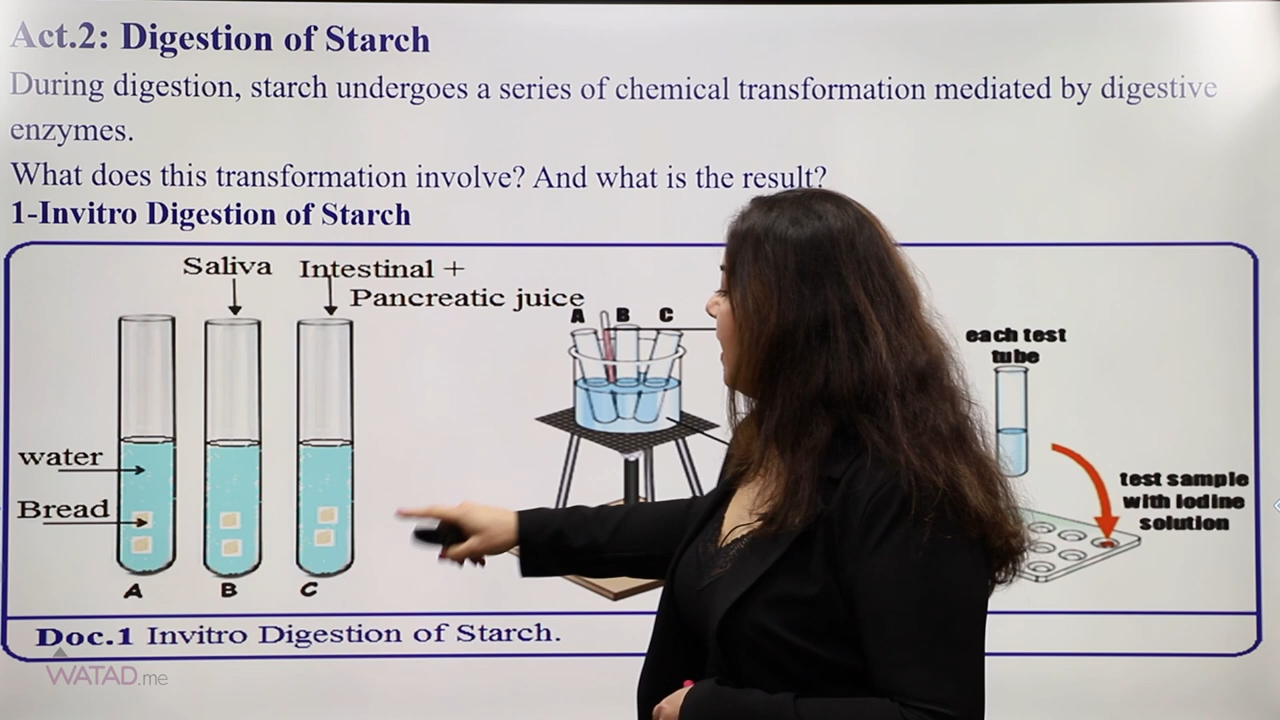 Act.2: Digestion of Starch
During digestion, starch undergoes a series of chemical transformation mediated by digestive
enzymes.
What does this transformation involve? And what is the result?
1-Invitro Digestion of Starch
Saliva
Intestinal +
Pancreatic juice
water
Bread
A
B
C
A B C
each test
tube
test sample
with iodine
solution
Doc.1 Invitro Digestion of Starch.
WATAD.me